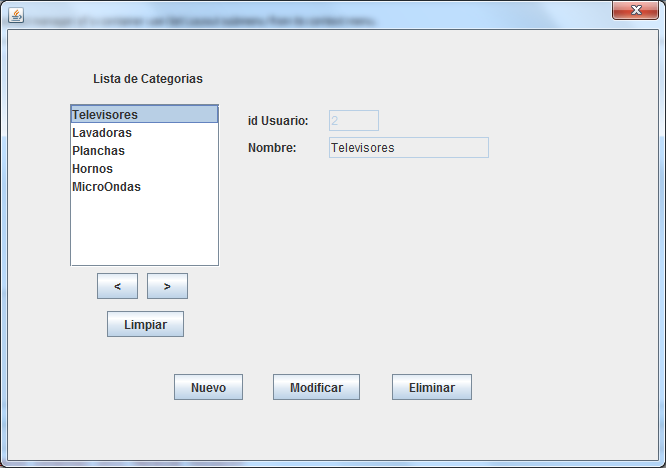 Lista de Categorias
Televisores
Lavadoras
Planchas
Hornos
MicroOndas
id Usuario: 2
Nombre: Televisores
< >
Limpiar
Nuevo Modificar Eliminar